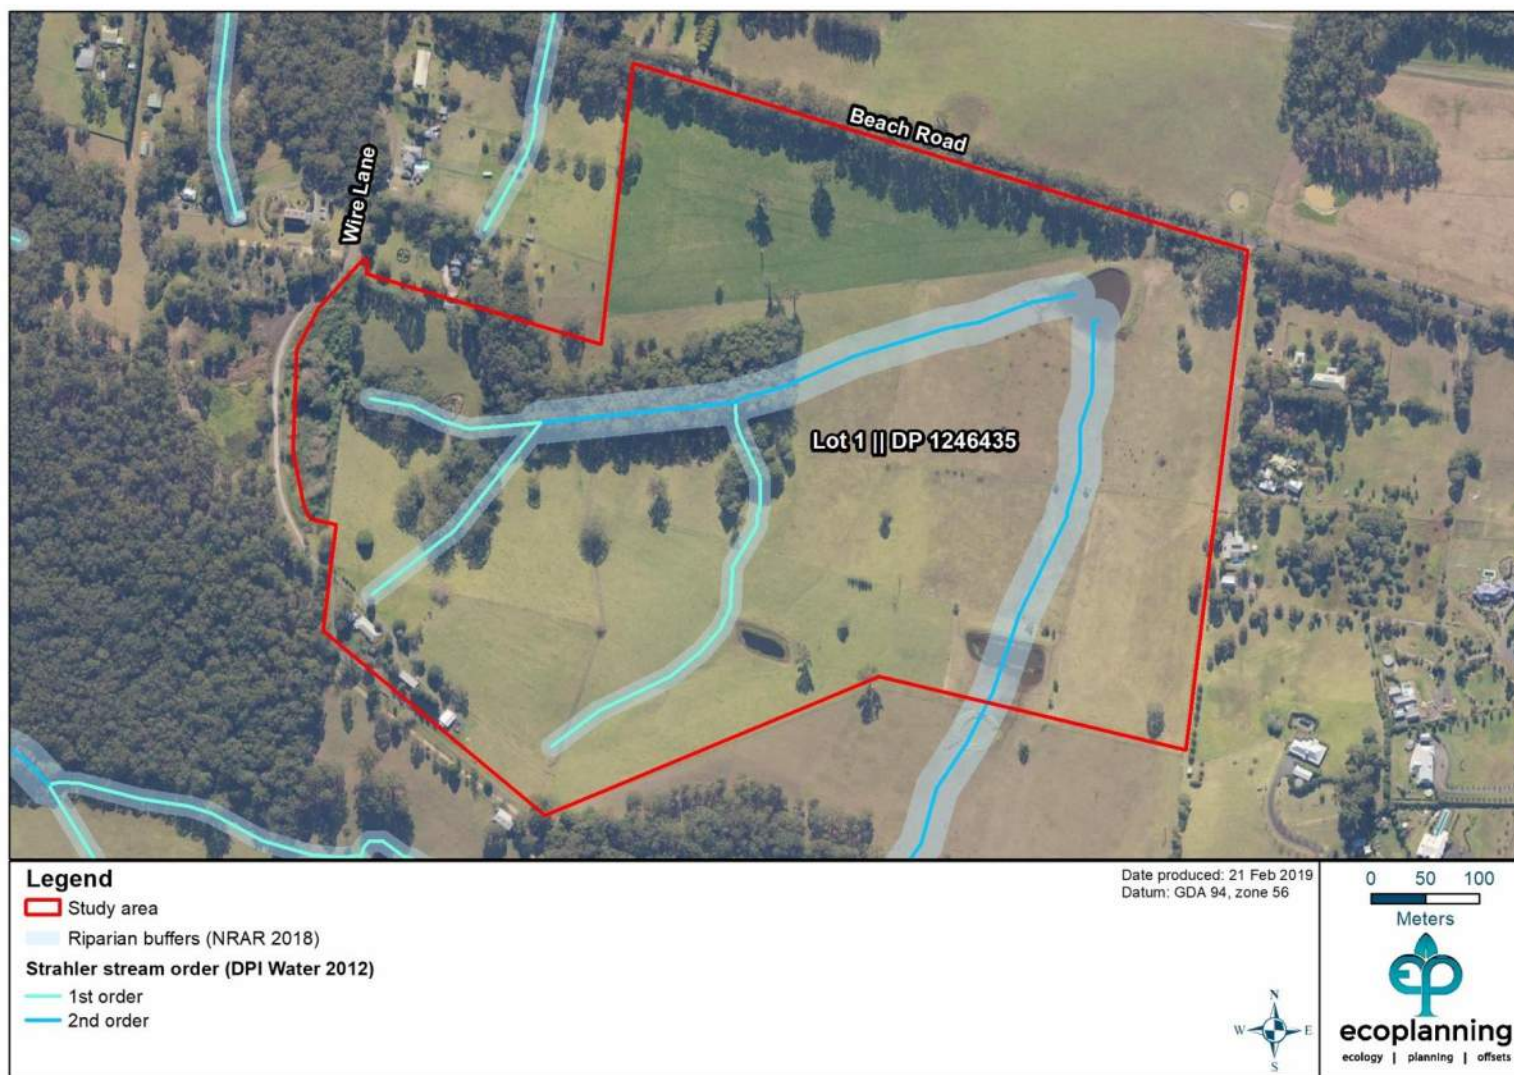 Beach Road
Wire Lane
Lot 1 || DP 1246435
Legend
Study area
Riparian buffers (NRAR 2018)
Strahler stream order (DPI Water 2012)
1st order
2nd order
Date produced: 21 Feb 2019
Datum: GDA 94, zone 56
N
W E
S
0 50 100
Meters
ep
ecoplanning
ecology | planning | offsets